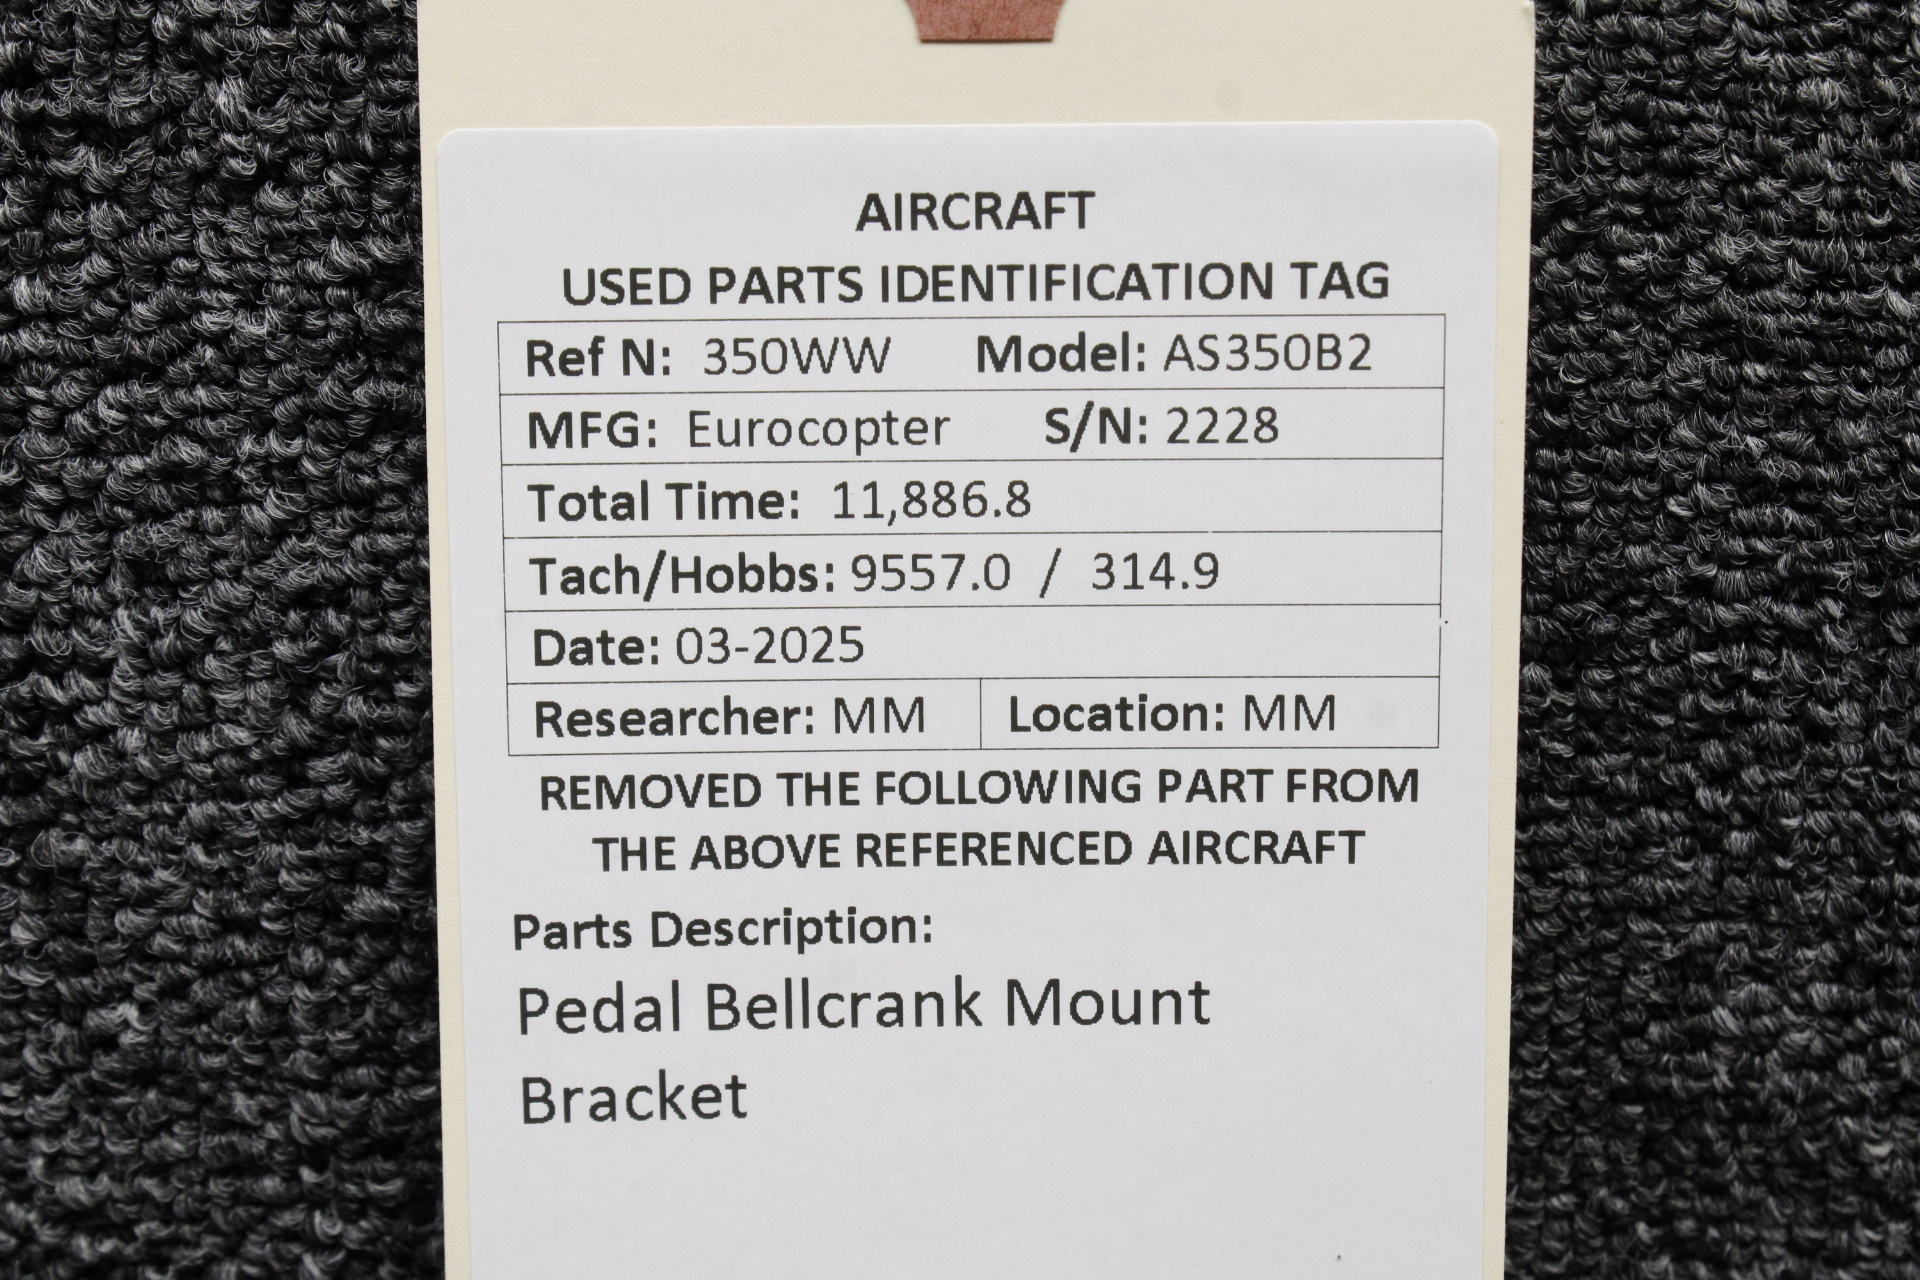 AIRCRAFT
USED PARTS IDENTIFICATION TAG
Ref N: 350WW Model: AS350B2
MFG: Eurocopter S/N: 2228
Total Time: 11,886.8
Tach/Hobbs: 9557.0 / 314.9
Date: 03-2025
Researcher: MM Location: MM
REMOVED THE FOLLOWING PART FROM
THE ABOVE REFERENCED AIRCRAFT
Parts Description:
Pedal Bellcrank Mount
Bracket